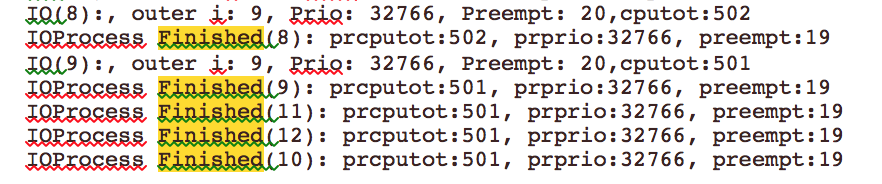 IO(8):, outer i: 9, Prio: 32766, Preempt: 20,cputot:502
IOProcess Finished(8): prcputot:502, prprio:32766, preempt:19
IO(9):, outer i: 9, Prio: 32766, Preempt: 20,cputot:501
IOProcess Finished(9): prcputot:501, prprio:32766, preempt:19
IOProcess Finished(11): prcputot:501, prprio:32766, preempt:19
IOProcess Finished(12): prcputot:501, prprio:32766, preempt:19
IOProcess Finished(10): prcputot:501, prprio:32766, preempt:19